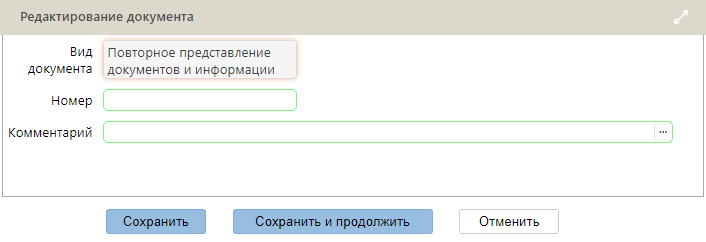 Редактирование документа
Вид
документа
Повторное представление
документов и информации
Номер
Комментарий
...
Сохранить
Сохранить и продолжить
Отменить